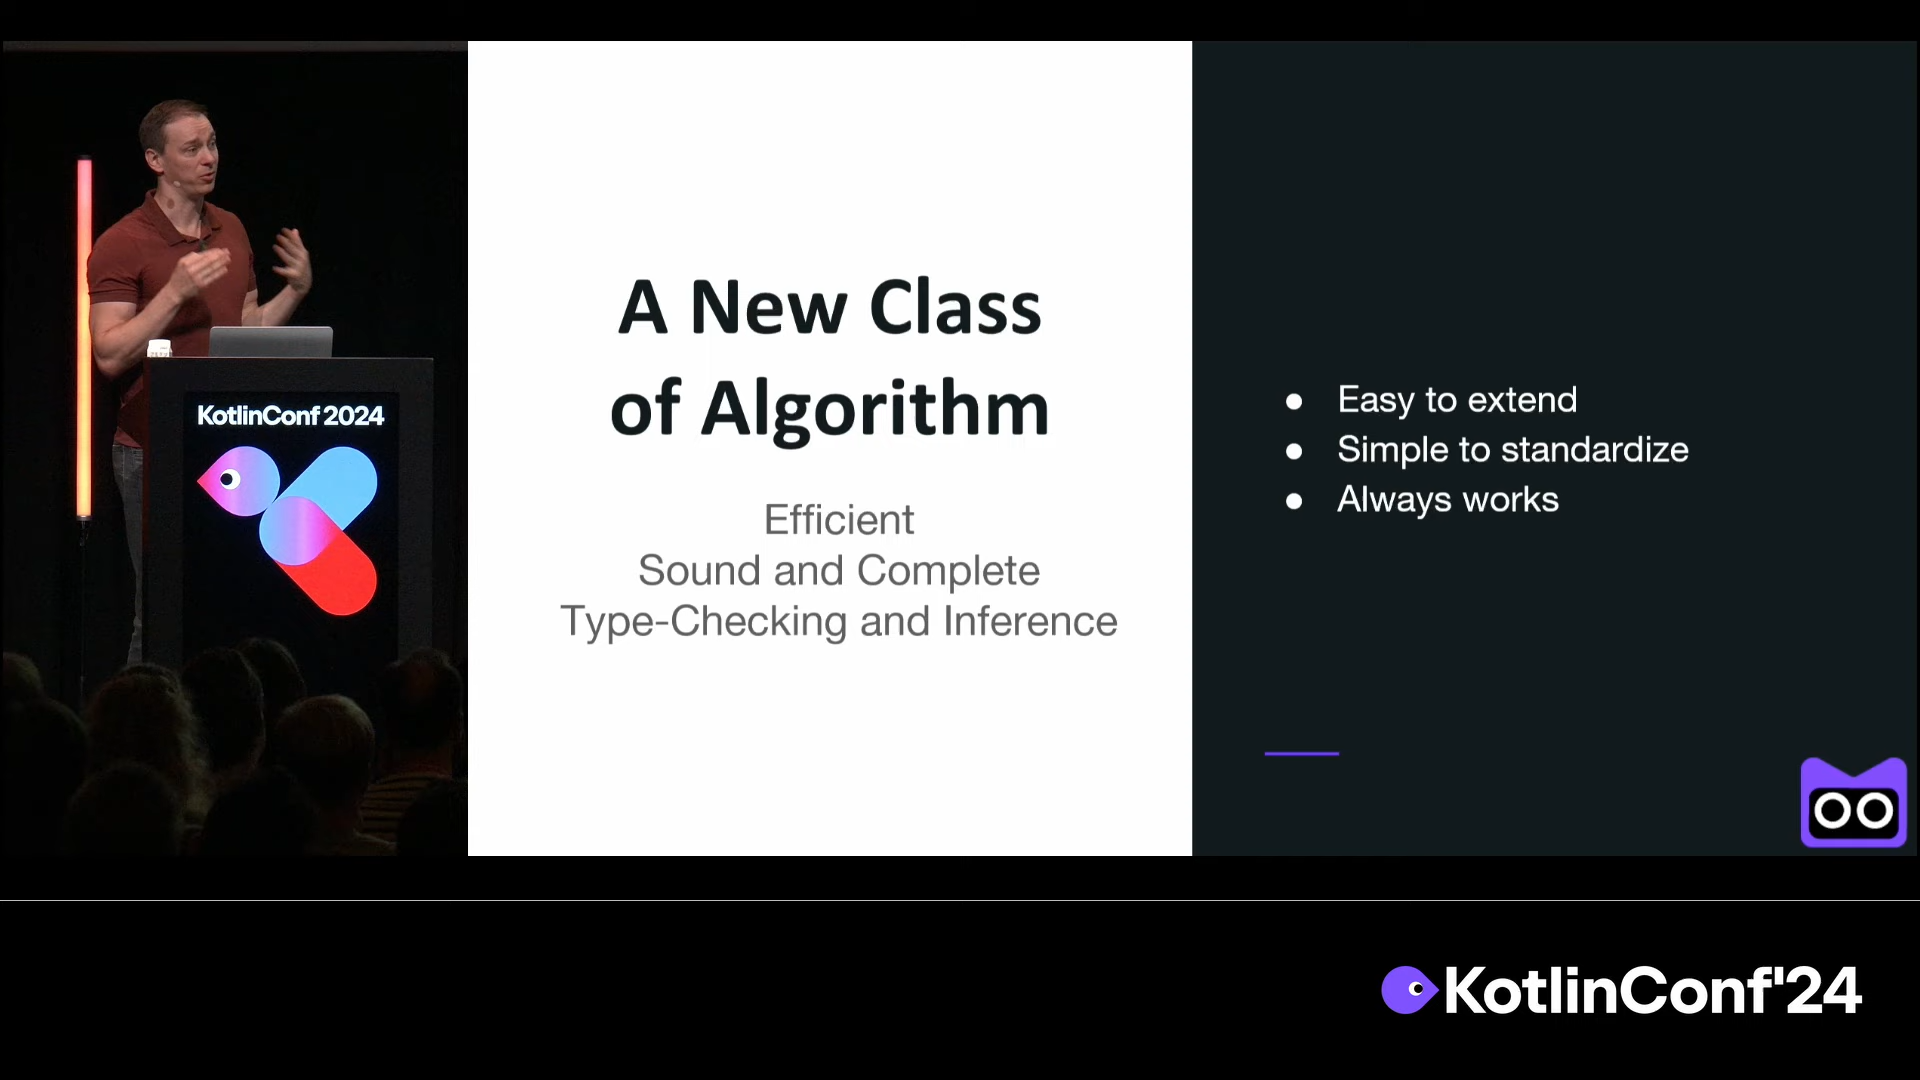 KotlinConf 2024
A New Class
of Algorithm
Efficient
Sound and Complete
Type-Checking and Inference
● Easy to extend
● Simple to standardize
● Always works
KotlinConf'24